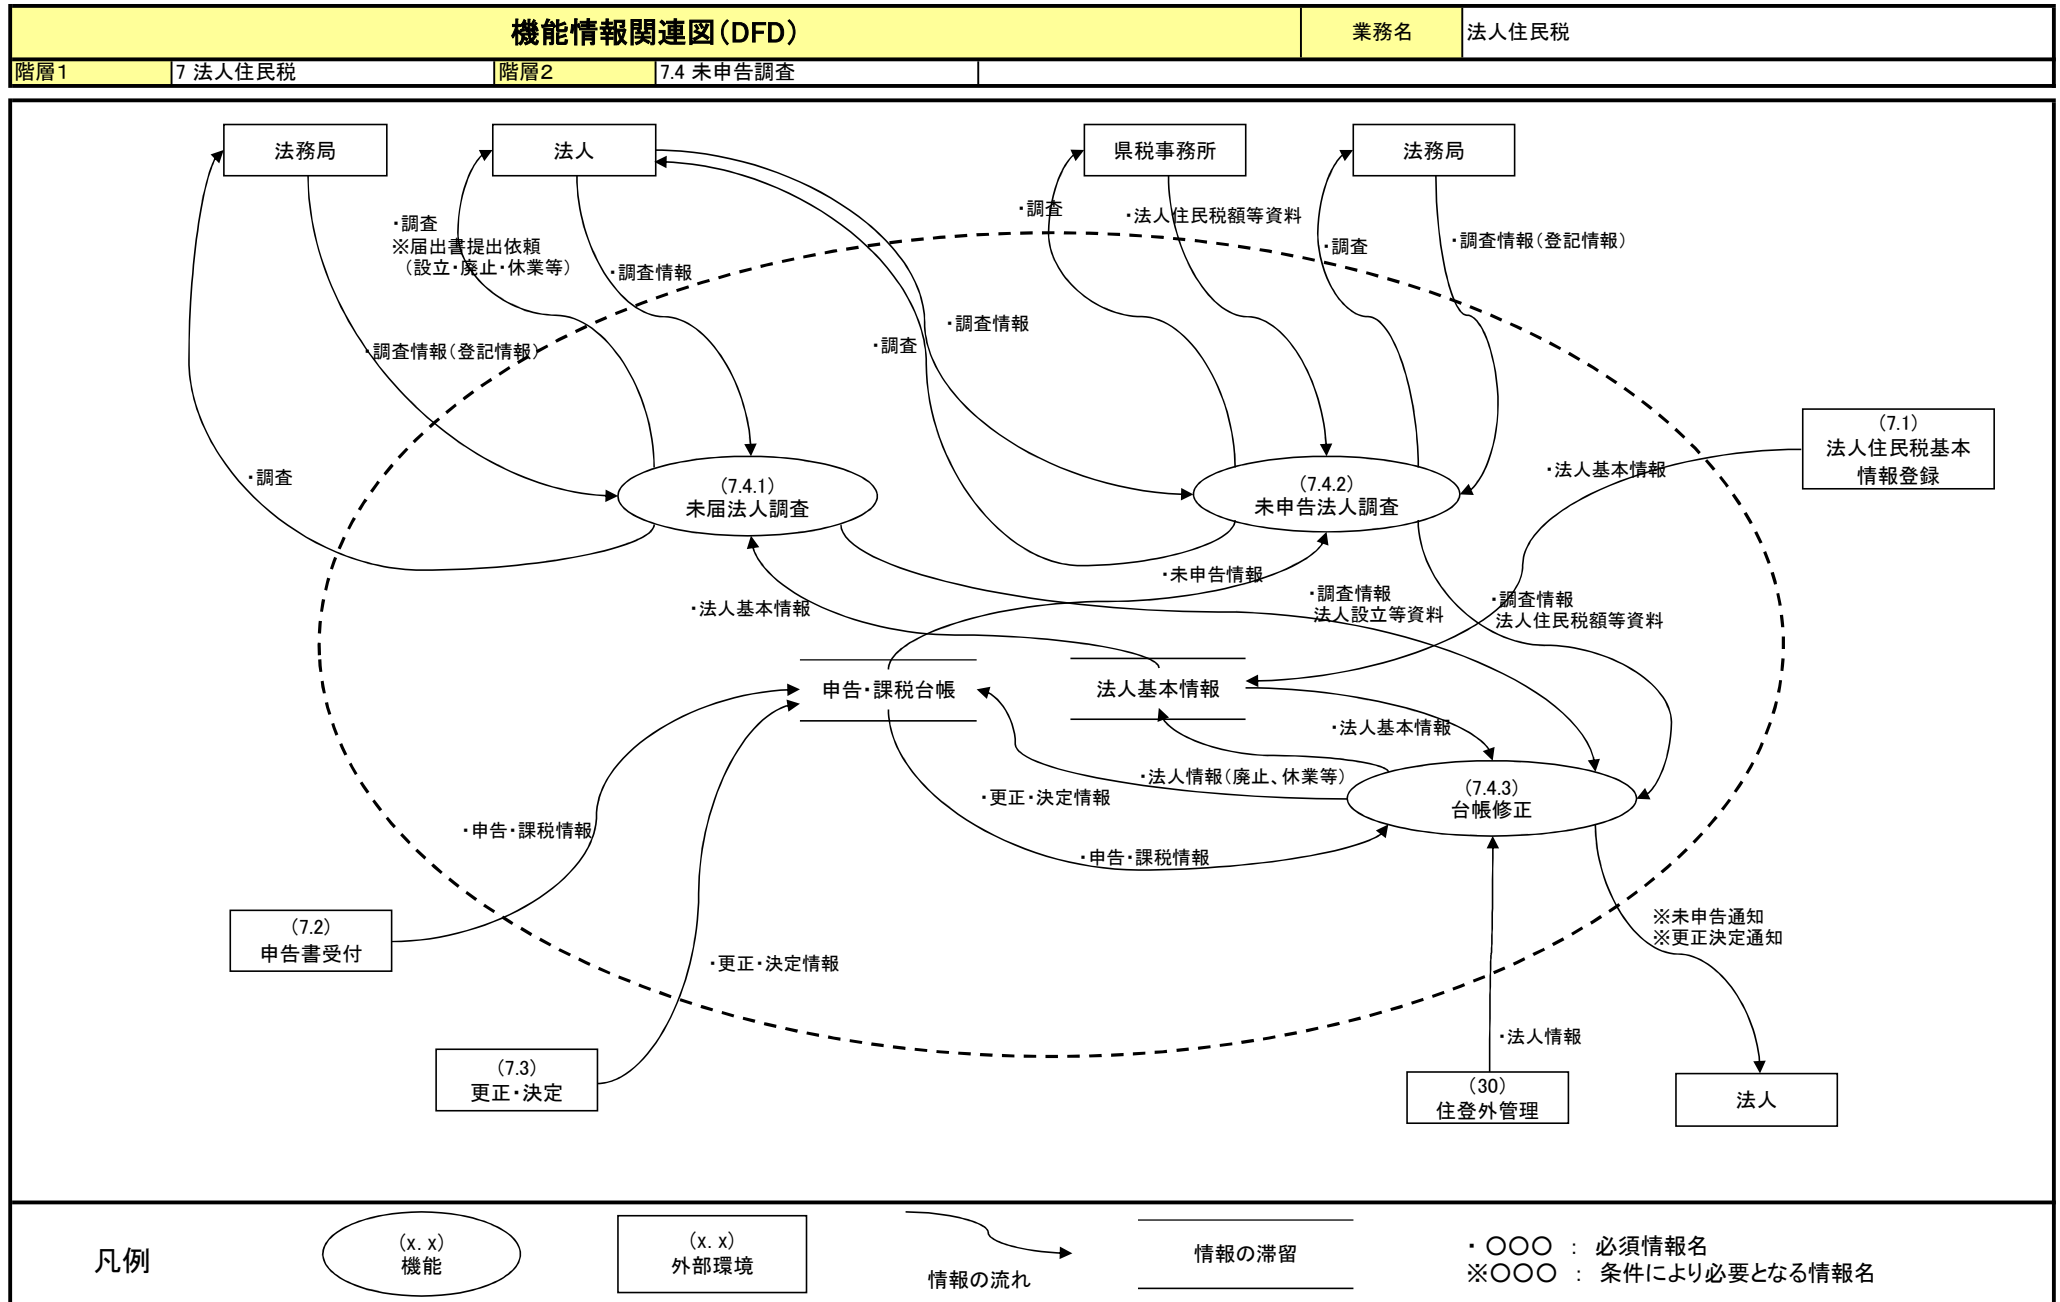 機能情報関連図（DFD）
業務名
法人住民税
階層１
7 法人住民税
階層２
7.4 未申告調査
法務局
法人
県税事務所
法務局
・調査
※届出書提出依頼
（設立・廃止・休業等）
・調査情報
・調査
・法人住民税額等資料
・調査
・調査情報（登記情報）
・調査情報（登記情報）
・調査
・調査情報
・調査
(7.1)
法人住民税基本
情報登録
・法人基本情報
(7.4.1)
未届法人調査
(7.4.2)
未申告法人調査
・法人基本情報
・未申告情報
・調査情報
法人設立等資料
・調査情報
法人住民税額等資料
申告・課税台帳
法人基本情報
・法人基本情報
・法人情報（廃止、休業等）
・更正・決定情報
(7.4.3)
台帳修正
・申告・課税情報
・申告・課税情報
(7.2)
申告書受付
・更正・決定情報
※未申告通知
※更正決定通知
(7.3)
更正・決定
・法人情報
(30)
住登外管理
法人
凡例
(x. x)
機能
(x. x)
外部環境
情報の流れ
情報の滞留
・ 〇〇〇 ： 必須情報名
※〇〇〇 ： 条件により必要となる情報名